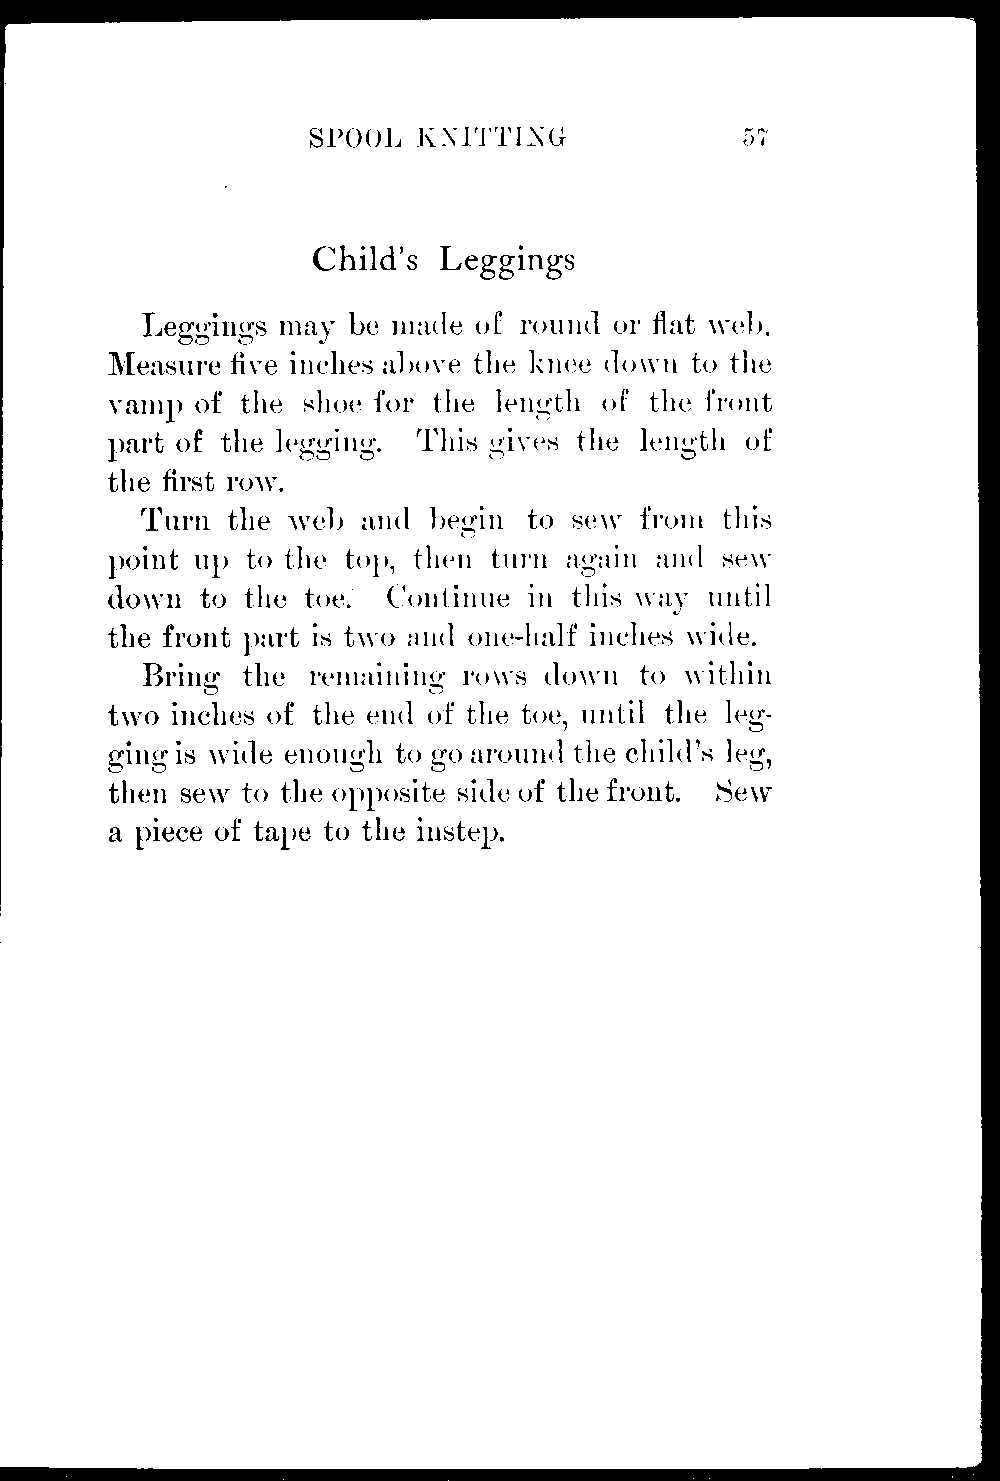 SPOOL KNITTING 57
Child's Leggings
Leggings may be made of round or flat web.
Measure five inches above the knee down to the
vamp of the shoe for the length of the front
part of the legging. This gives the length of
the first row.
Turn the web and begin to sew from this
point up to the top, then turn again and sew
down to the toe. Continue in this way until
the front part is two and one-half inches wide.
Bring the remaining rows down to within
two inches of the end of the toe, until the leg-
ging is wide enough to go around the child's leg,
then sew to the opposite side of the front. Sew
a piece of tape to the instep.